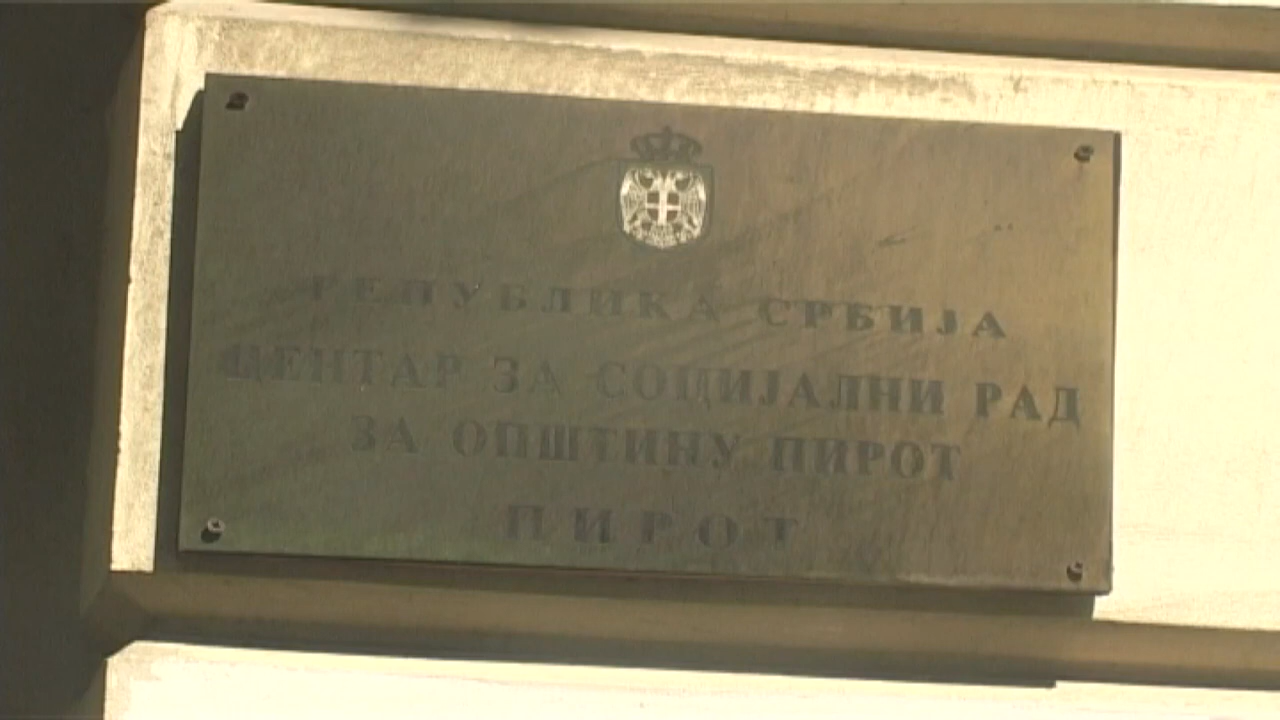 РЕПУБЛИКА СРБИЈА
ЦЕНТАР ЗА СОЦИЈАЛНИ РАД
ЗА ОПШТИНУ ПИРОТ
ПИРОТ